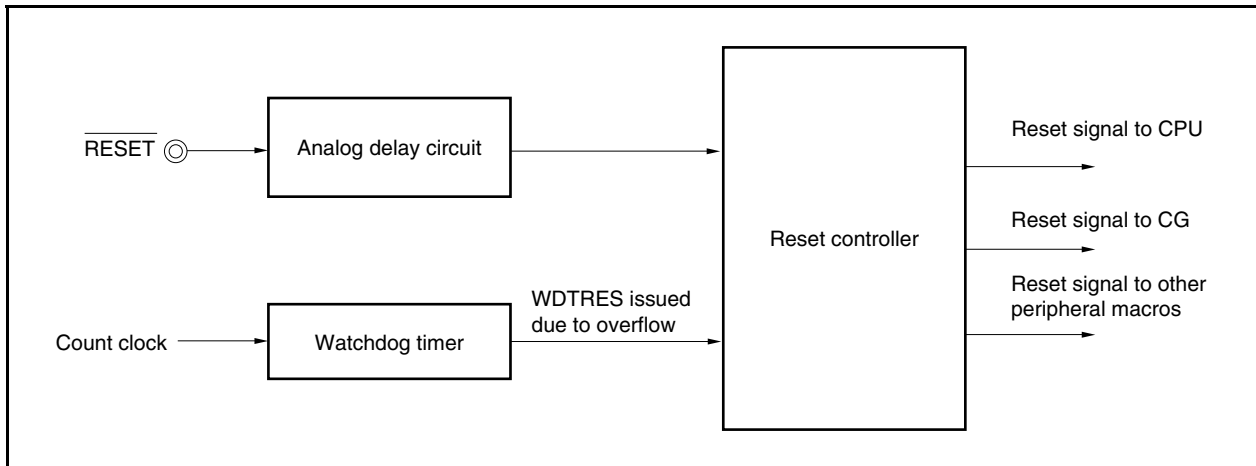 RESET
Analog delay circuit
Reset controller
Reset signal to CPU
Reset signal to CG
Reset signal to other
peripheral macros
Count clock
Watchdog timer
WDTRES issued
due to overflow